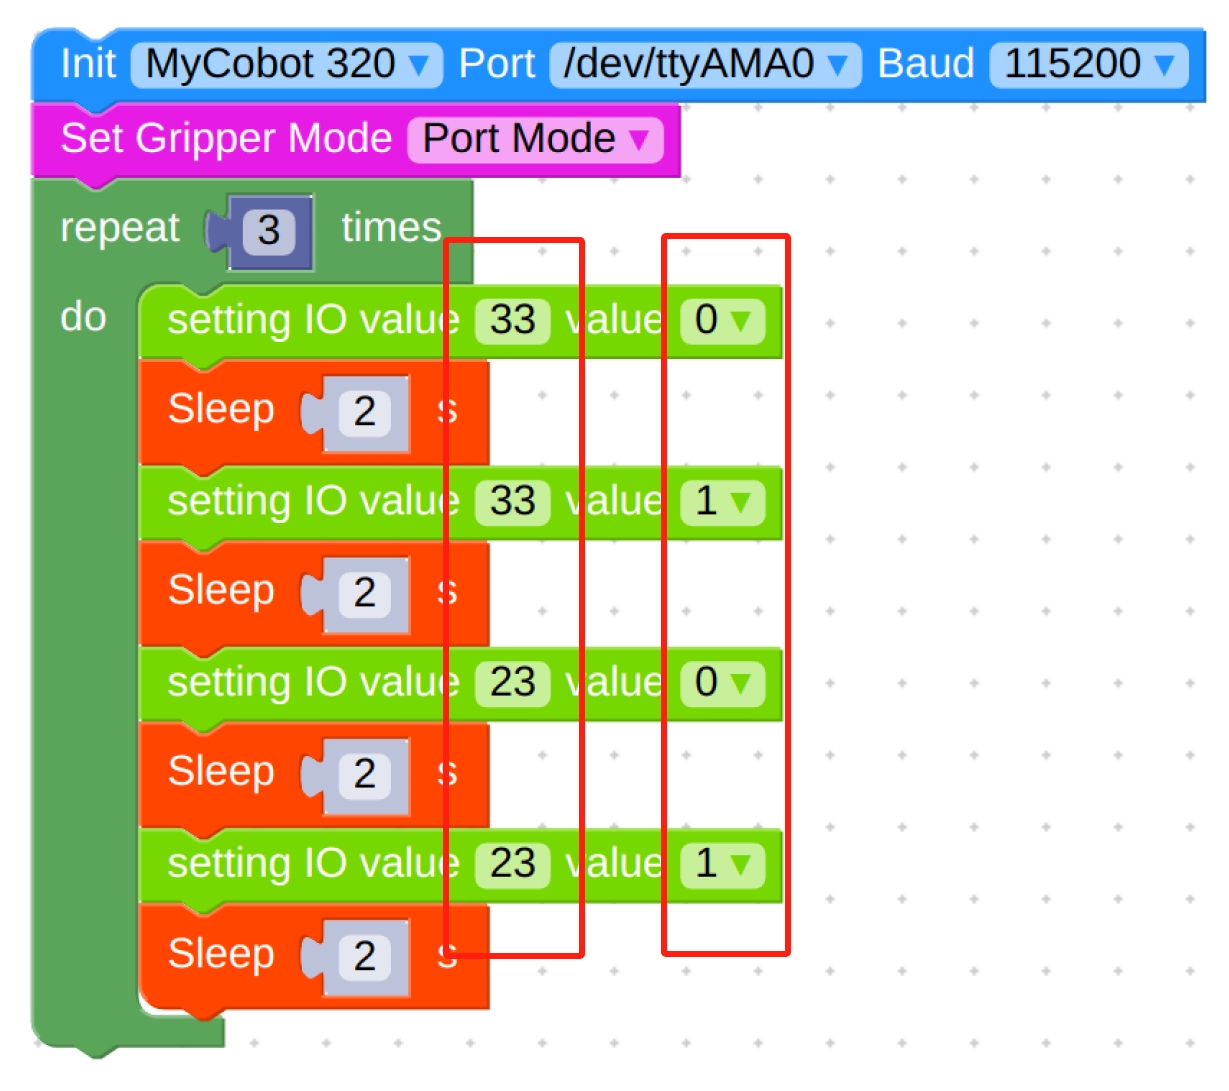 Init MyCobot 320 ▼ Port /dev/ttyAMA0 ▼ Baud 115200 ▼
Set Gripper Mode Port Mode ▼
repeat 3 times
do setting IO value 33 value 0 ▼
Sleep 2 s
setting IO value 33 value 1 ▼
Sleep 2 s
setting IO value 23 value 0 ▼
Sleep 2 s
setting IO value 23 value 1 ▼
Sleep 2 s